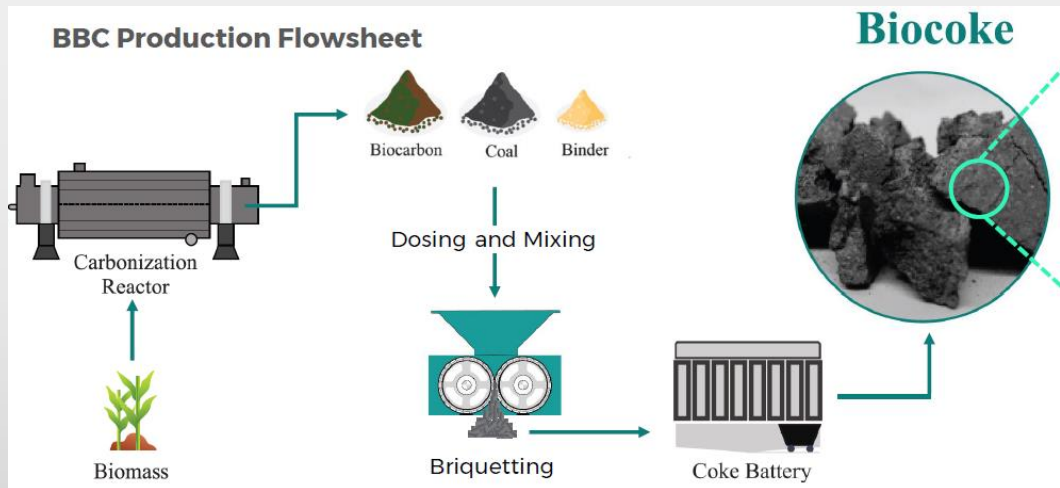 BBC Production Flowsheet
Biocoke
Biocarbon
Coal
Binder
Dosing and Mixing
Carbonization
Reactor
Biomass
Briquetting
Coke Battery